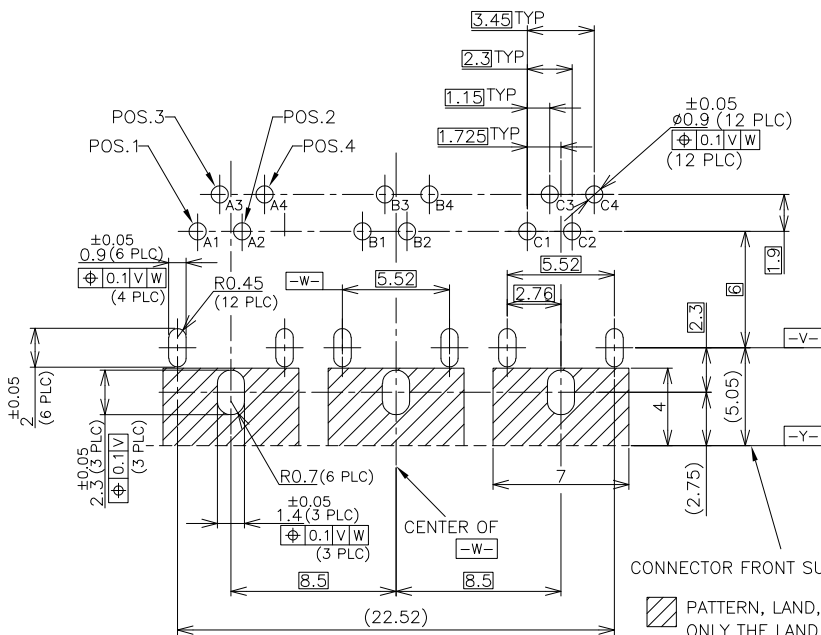 3.45 TYP
2.3 TYP
1.15 TYP
1.725 TYP
±0.05
ø0.9 (12 PLC)
⌖ 0.1 V W
(12 PLC)
POS.3
POS.2
POS.1
POS.4
A3 A4 B3 B4 C3 C4
A1 A2 B1 B2 C1 C2
±0.05
0.9(6 PLC)
⌖ 0.1 V W
(4 PLC)
R0.45
(12 PLC)
-W-
5.52
5.52
2.76
1.9
6
2.3
-V-
±0.05
2
(6 PLC)
±0.05
2.3 (3 PLC)
⌖ 0.1 V
(3 PLC)
4
(5.05)
-Y-
R0.7(6 PLC)
7
(2.75)
±0.05
1.4(3 PLC)
⌖ 0.1 V W
(3 PLC)
CENTER OF
-W-
8.5
8.5
CONNECTOR FRONT SU
(22.52)
PATTERN, LAND,
ONLY THE LAND